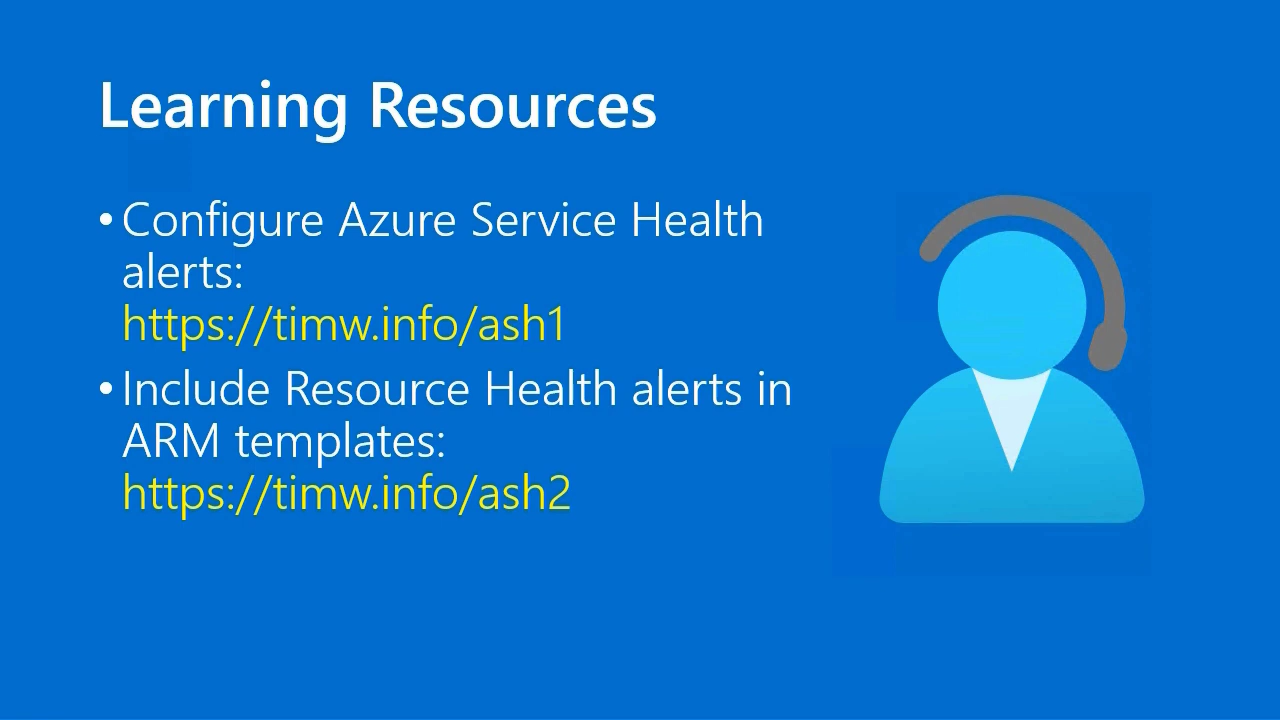 Learning Resources
• Configure Azure Service Health
alerts:
https://timw.info/ash1
• Include Resource Health alerts in
ARM templates:
https://timw.info/ash2